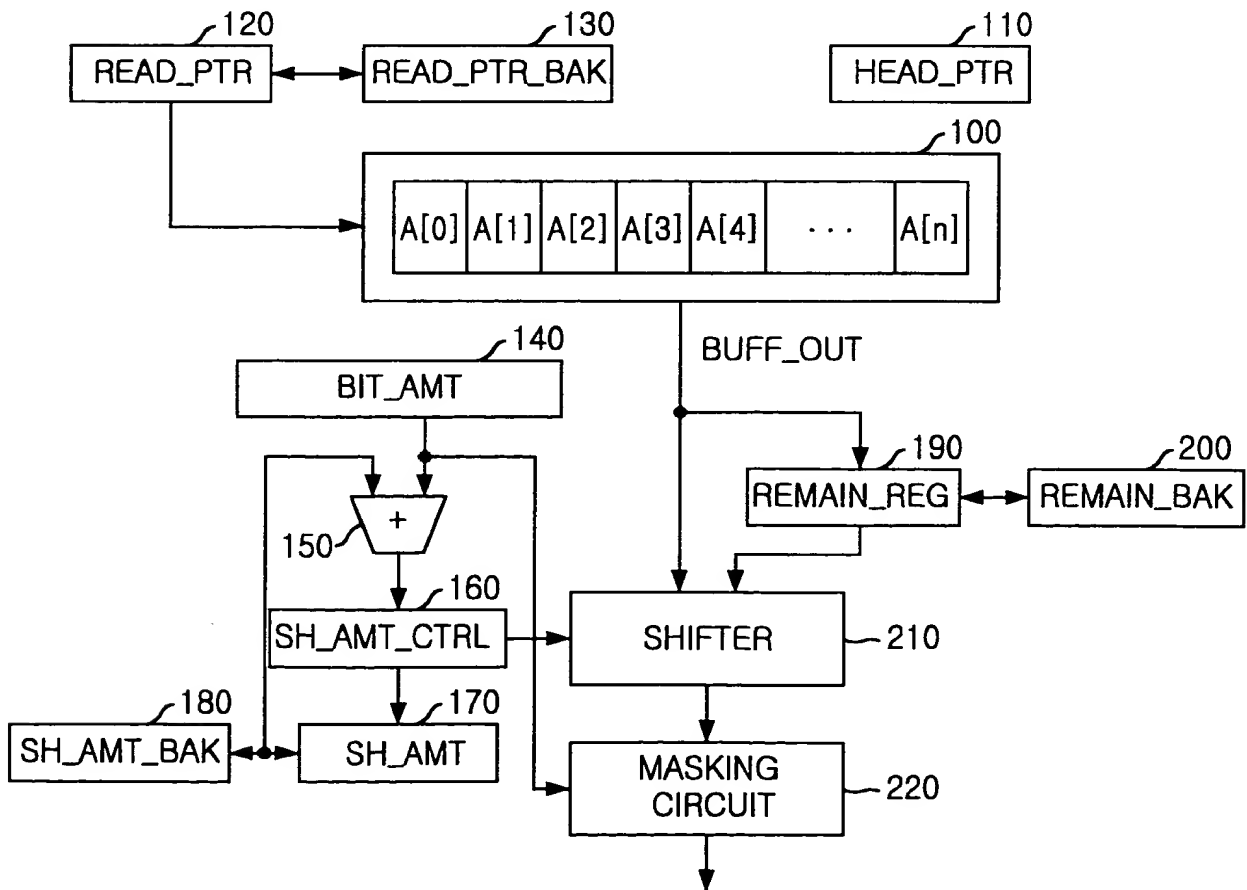 120 130 110
READ_PTR READ_PTR_BAK HEAD_PTR
100
A[0] A[1] A[2] A[3] A[4] ··· A[n]
BUFF_OUT
140
BIT_AMT
190 200
REMAIN_REG REMAIN_BAK
+
150
160
SH_AMT_CTRL SHIFTER 210
180 170
SH_AMT_BAK SH_AMT
MASKING
CIRCUIT 220